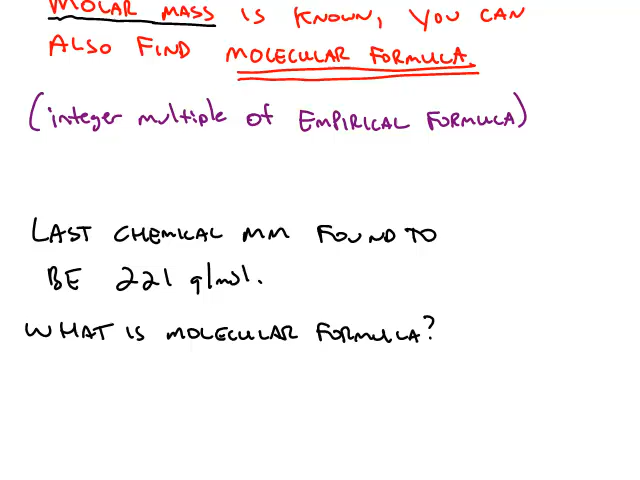 MOLAR MASS IS KNOWN, YOU CAN
ALSO FIND MOLECULAR FORMULA.
(integer multiple of EMPIRICAL FORMULA)
LAST CHEMICAL MM FOUND TO
BE 221 g/mol.
WHAT IS MOLECULAR FORMULA?